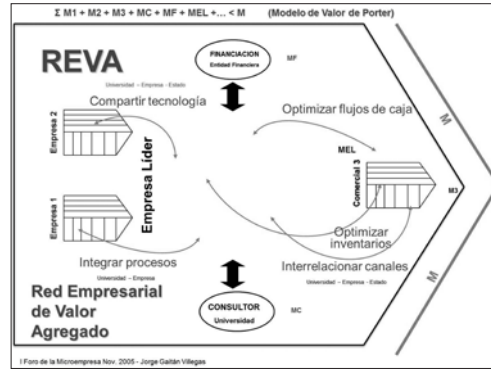 Σ M1 + M2 + M3 + MC + MF + MEL +... < M (Modelo de Valor de Porter)
REVA
FINANCIACION
Entidad Financiera
MF
Universidad – Empresa - Estado
Compartir tecnología
Optimizar flujos de caja
Empresa 2
Empresa Líder
MEL
Comercial 3
M3
M
Empresa 1
Optimizar
inventarios
Integrar procesos
Interrelacionar canales
Universidad – Empresa
Universidad – Empresa - Estado
M
Red Empresarial
de Valor
Agregado
CONSULTOR
Universidad
MC
I Foro de la Microempresa Nov. 2005 - Jorge Gaitán Villegas